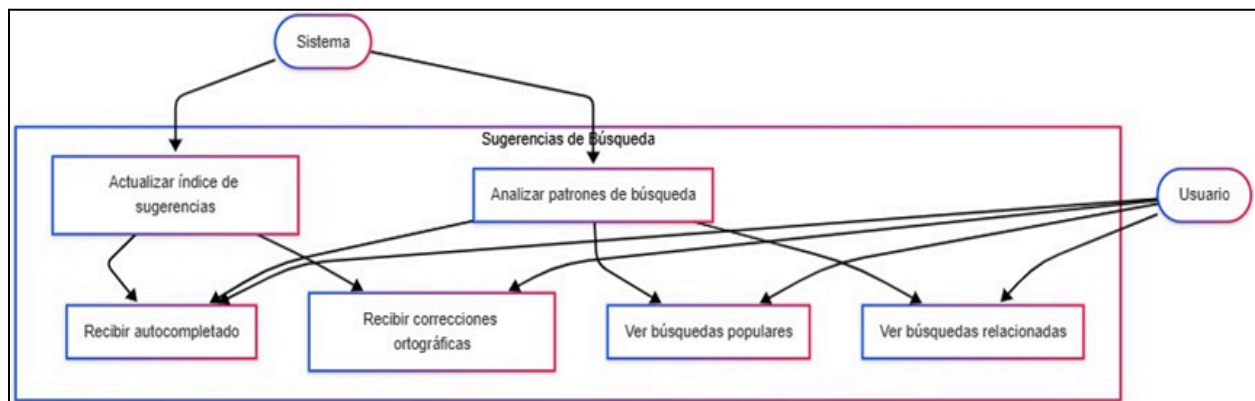 Sistema
Sugerencias de Búsqueda
Actualizar índice de
sugerencias
Analizar patrones de búsqueda
Usuario
Recibir autocompletado
Recibir correcciones
ortográficas
Ver búsquedas populares
Ver búsquedas relacionadas